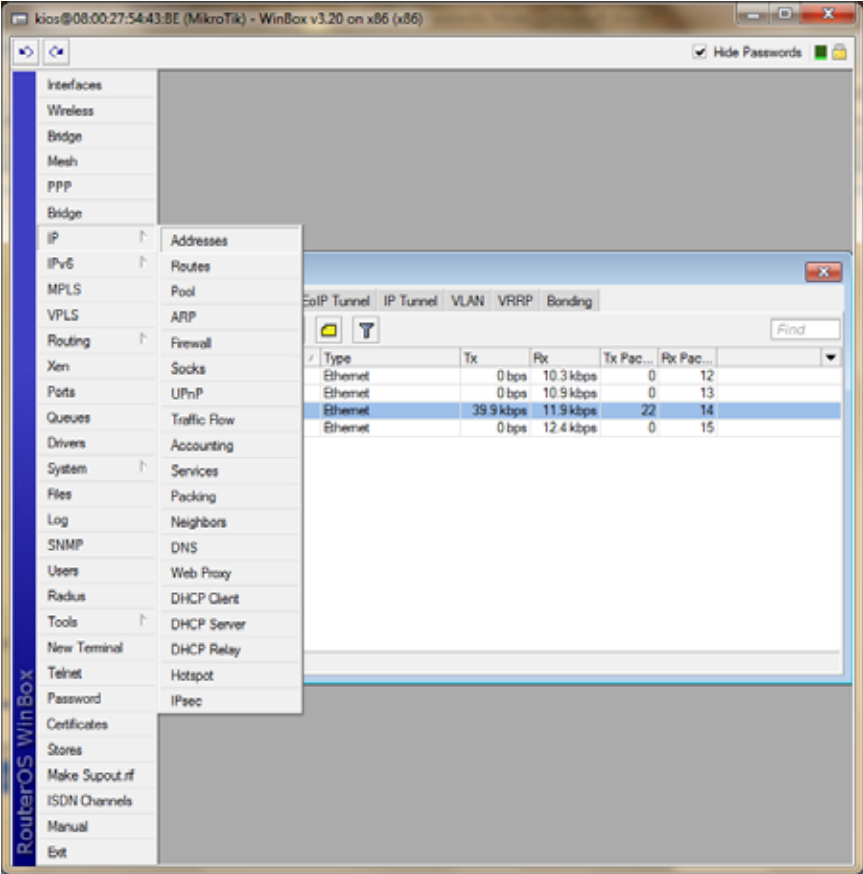 kios@08:00:27:54:43:BE (MikroTik) - WinBox v3.20 on x86 (x86)
Hide Passwords
Interfaces
Wireless
Bridge
Mesh
PPP
Bridge
IP
IPv6
MPLS
VPLS
Routing
Xen
Ports
Queues
Drivers
System
Files
Log
SNMP
Users
Radius
Tools
New Terminal
Telnet
Password
Certificates
Stores
Make Supout.rif
ISDN Channels
Manual
Exit
RouterOS WinBox
Addresses
Routes
Pool
ARP
Firewall
Socks
UPnP
Traffic Flow
Accounting
Services
Packing
Neighbors
DNS
Web Proxy
DHCP Client
DHCP Server
DHCP Relay
Hotspot
IPsec
EoIP Tunnel IP Tunnel VLAN VRRP Bonding
Find
Type Tx Rx Tx Pac... Rx Pac...
Ethernet 0 bps 10.3 kbps 0 12
Ethernet 0 bps 10.9 kbps 0 13
Ethernet 39.9 kbps 11.9 kbps 22 14
Ethernet 0 bps 12.4 kbps 0 15